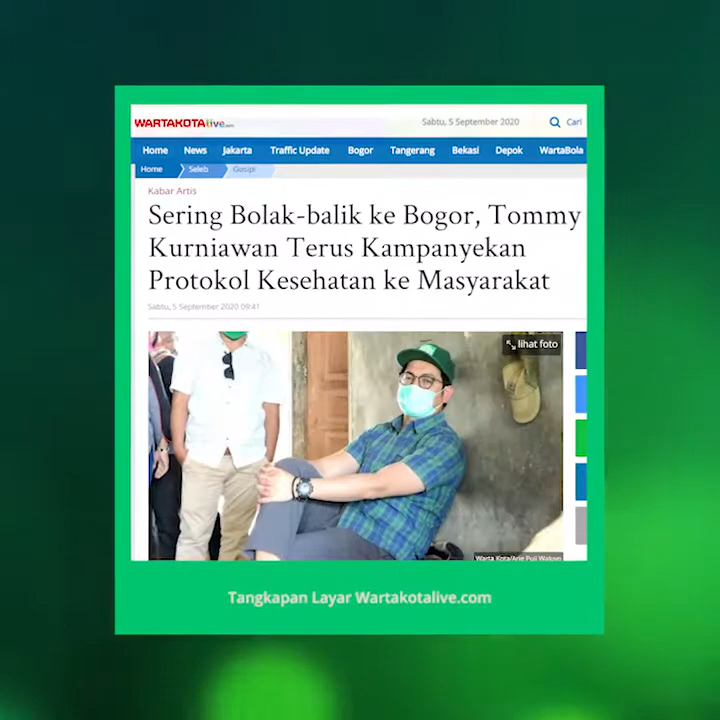 WARTAKOTAlive.com
Sabtu, 5 September 2020
Cari
Home News Jakarta Traffic Update Bogor Tangerang Bekasi Depok WartaBola
Home Seleb Gosipi
Kabar Artis
Sering Bolak-balik ke Bogor, Tommy
Kurniawan Terus Kampanyekan
Protokol Kesehatan ke Masyarakat
Sabtu, 5 September 2020 09:41
lihat foto
Warta Kota/Arie Puji Waluyo
Tangkapan Layar Wartakotalive.com